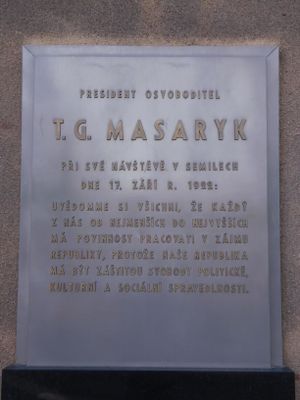 PRESIDENT OSVOBODITEL
T. G. MASARYK
PŘI SVÉ NÁVŠTĚVĚ V SEMILECH
DNE 17. ZÁŘÍ R. 1922:
UVĚDOMME SI VŠICHNI, ŽE KAŽDÝ
Z NÁS OD NEJMENŠÍCH DO NEJVYŠŠÍCH
MÁ POVINNOST PRACOVATI V ZÁJMU
REPUBLIKY, PROTOŽE NAŠE REPUBLIKA
MÁ BÝT ZÁŠTITOU SVOBODY POLITICKÉ,
KULTURNÍ A SOCIÁLNÍ SPRAVEDLNOSTI.